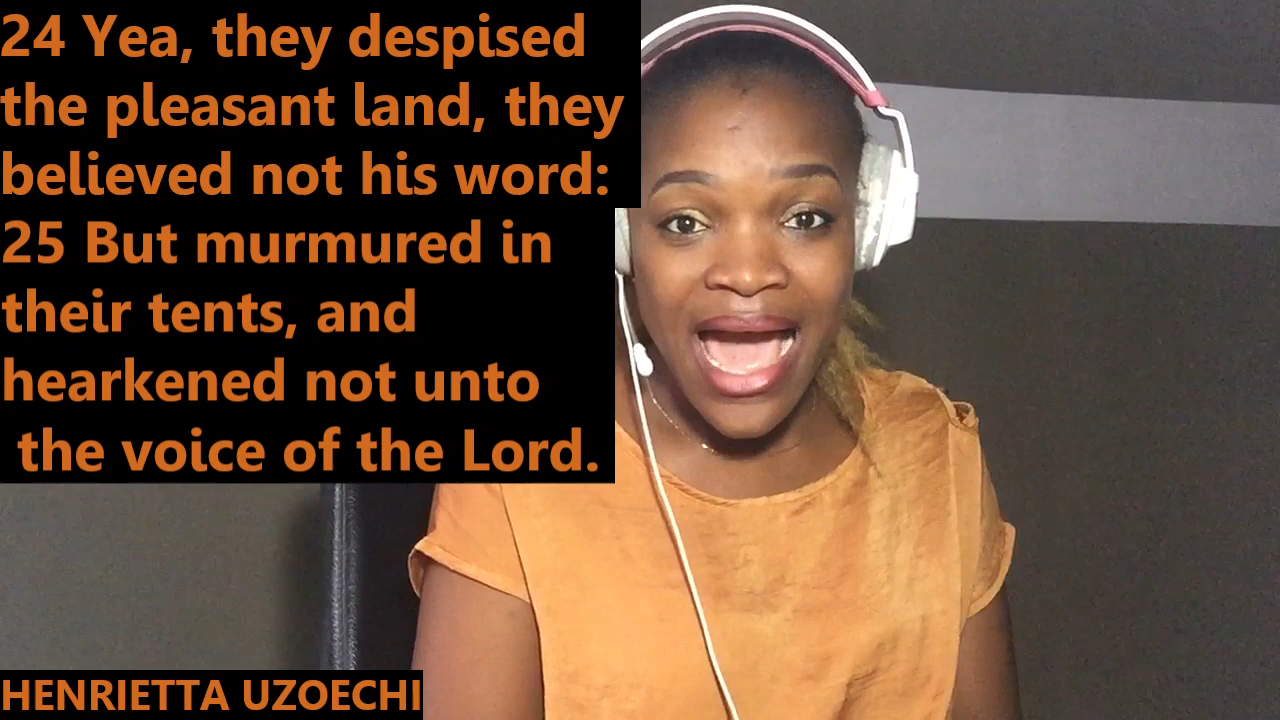 24 Yea, they despised
the pleasant land, they
believed not his word:
25 But murmured in
their tents, and
hearkened not unto
the voice of the Lord.
HENRIETTA UZOECHI